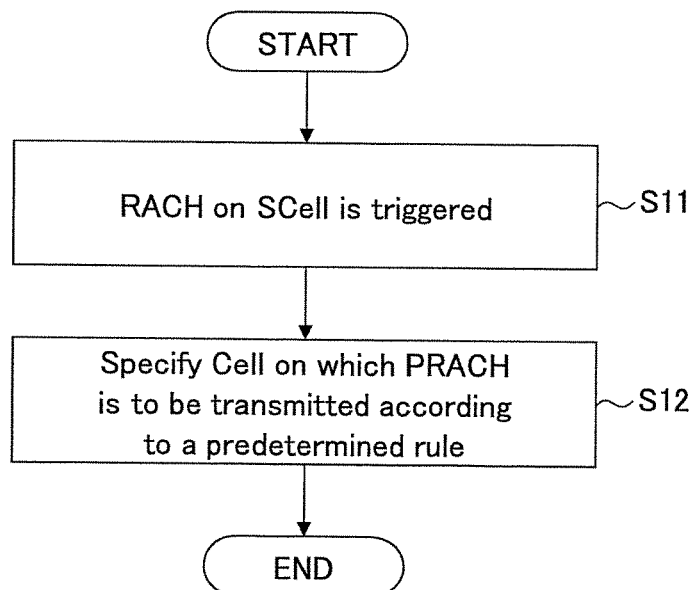 START
RACH on SCell is triggered
S11
Specify Cell on which PRACH
is to be transmitted according
to a predetermined rule
S12
END